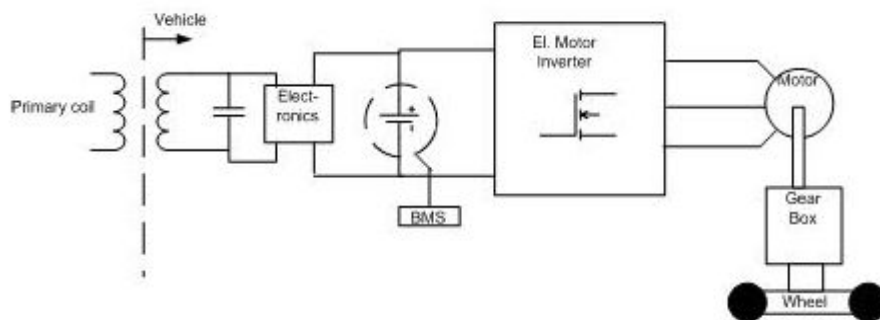 Vehicle
Primary coil
Elect-
ronics
+
-
BMS
El. Motor
Inverter
Motor
Gear
Box
Wheel